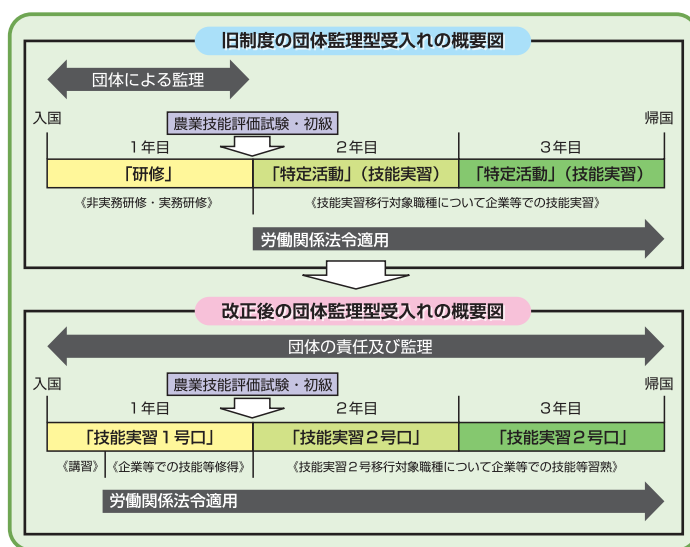 旧制度の団体監理型受入れの概要図
団体による監理
入国
農業技能評価試験・初級
帰国
1年目
2年目
3年目
「研修」
「特定活動」(技能実習)
「特定活動」(技能実習)
《非実務研修・実務研修》
《技能実習移行対象職種について企業等での技能実習》
労働関係法令適用
改正後の団体監理型受入れの概要図
団体の責任及び監理
入国
農業技能評価試験・初級
帰国
1年目
2年目
3年目
「技能実習1号ロ」
「技能実習2号ロ」
「技能実習2号ロ」
《講習》
《企業等での技能等修得》
《技能実習2号移行対象職種について企業等での技能等習熟》
労働関係法令適用